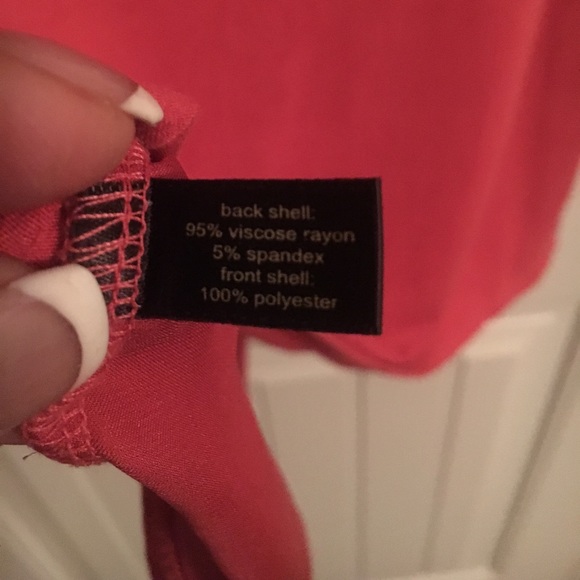 back shell:
95% viscose rayon
5% spandex
front shell:
100% polyester